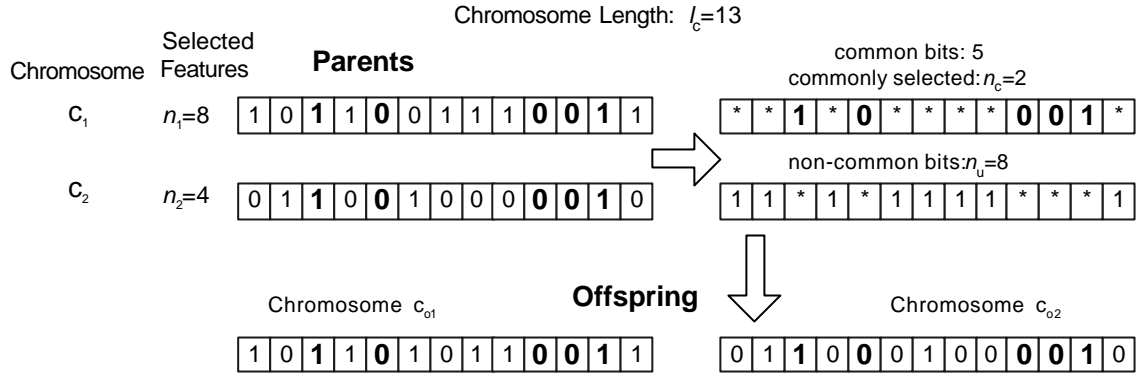 Chromosome Length: lc=13
Chromosome
Selected
Features
Parents
common bits: 5
commonly selected:nc=2
c1 n1=8 1 0 1 1 0 0 1 1 1 0 0 1 1
* * 1 * 0 * * * * 0 0 1 *
non-common bits:nu=8
c2 n2=4 0 1 1 0 0 1 0 0 0 0 0 1 0
1 1 * 1 * 1 1 1 1 * * * 1
Chromosome co1
Offspring
Chromosome co2
1 0 1 1 0 1 0 1 1 0 0 1 1
0 1 1 0 0 0 1 0 0 0 0 1 0